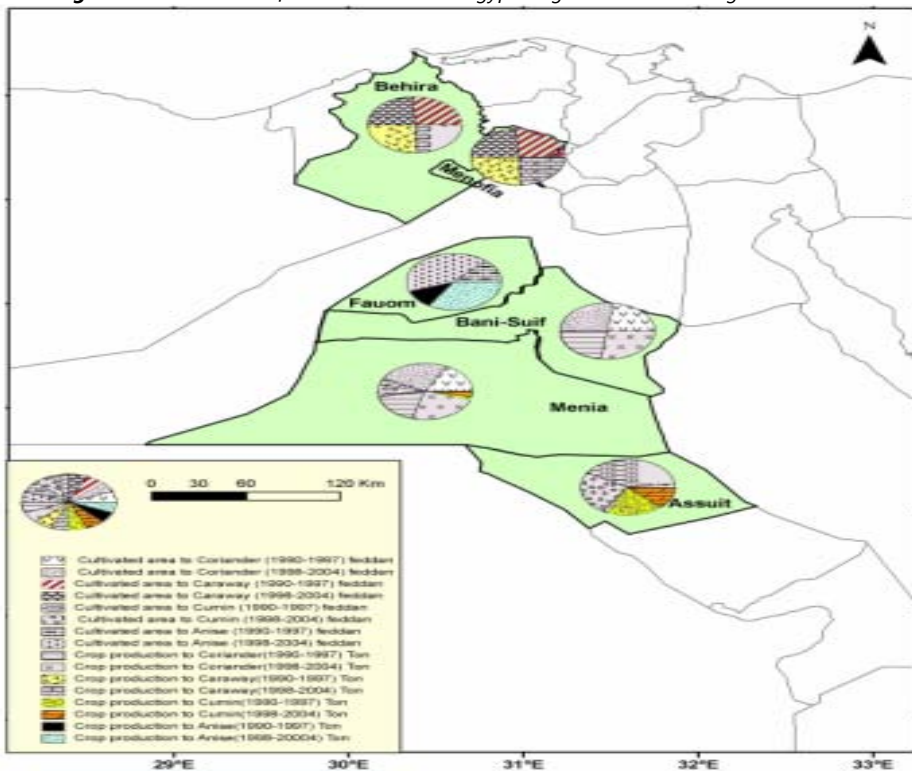 N
Behira
Menofia
Fauom
Bani-Suif
Menia
Assuit
0 30 60 120 Km
Cultivated area to Coriander (1990-1997) feddan
Cultivated area to Coriander (1998-2004) feddan
Cultivated area to Caraway (1990-1997) feddan
Cultivated area to Caraway (1998-2004) feddan
Cultivated area to Cumin (1990-1997) feddan
Cultivated area to Cumin (1998-2004) feddan
Cultivated area to Anise (1990-1997) feddan
Cultivated area to Anise (1998-2004) feddan
Crop production to Coriander(1990-1997) Ton
Crop production to Coriander(1998-2004) Ton
Crop production to Caraway(1990-1997) Ton
Crop production to Caraway(1998-2004) Ton
Crop production to Cumin(1990-1997) Ton
Crop production to Cumin(1998-2004) Ton
Crop production to Anise(1990-1997) Ton
Crop production to Anise(1998-20004) Ton
29°E 30°E 31°E 32°E 33°E